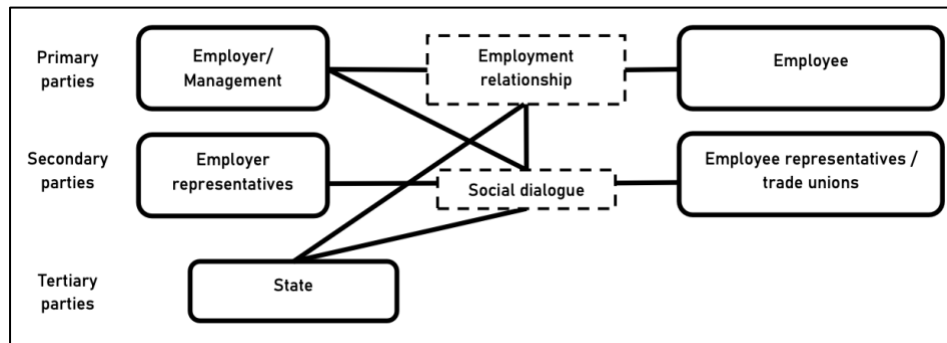 Primary
parties
Employer/
Management
Employment
relationship
Employee
Secondary
parties
Employer
representatives
Social dialogue
Employee representatives /
trade unions
Tertiary
parties
State